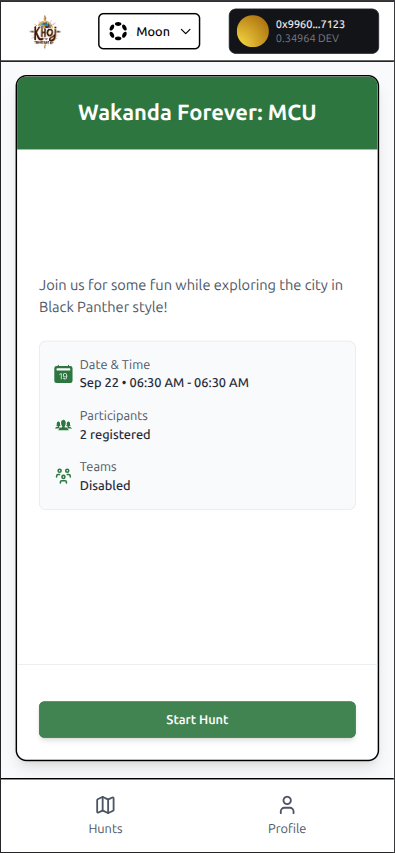 KHOJ
Moon
0x9960...7123
0.34964 DEV
Wakanda Forever: MCU
Join us for some fun while exploring the city in
Black Panther style!
19
Date & Time
Sep 22 • 06:30 AM - 06:30 AM
Participants
2 registered
Teams
Disabled
Start Hunt
Hunts
Profile